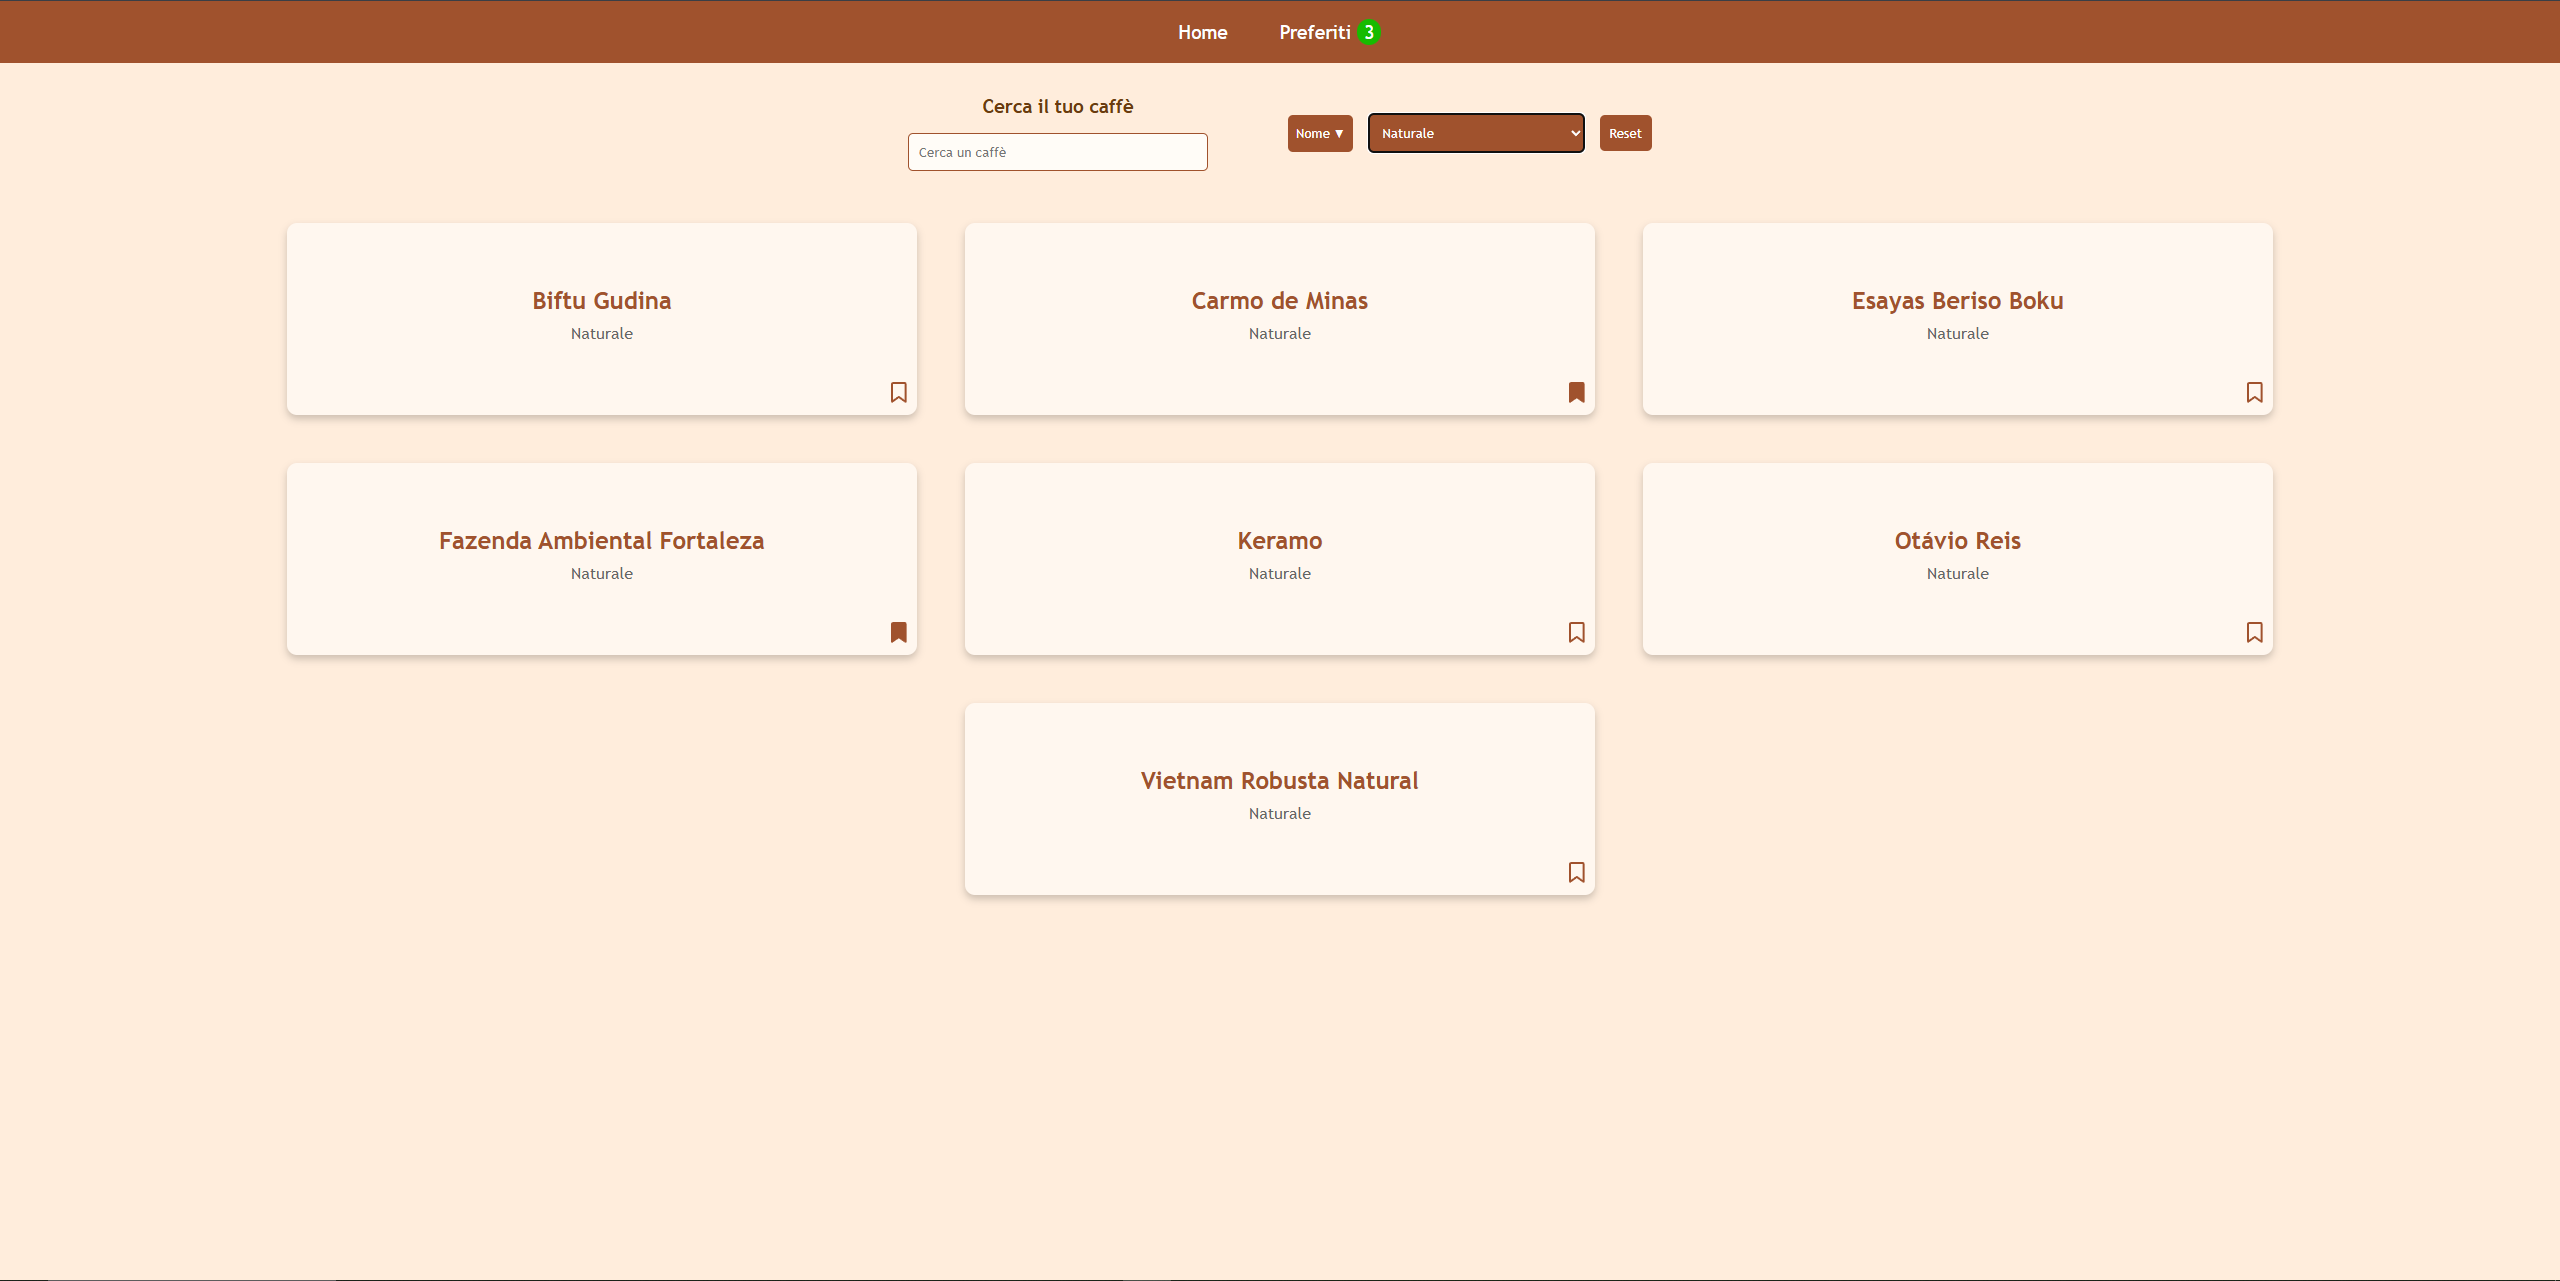 Home Preferiti 3
Cerca il tuo caffè
Cerca un caffè
Nome ▼ Naturale Reset
Biftu Gudina
Naturale
Carmo de Minas
Naturale
Esayas Beriso Boku
Naturale
Fazenda Ambiental Fortaleza
Naturale
Keramo
Naturale
Otávio Reis
Naturale
Vietnam Robusta Natural
Naturale